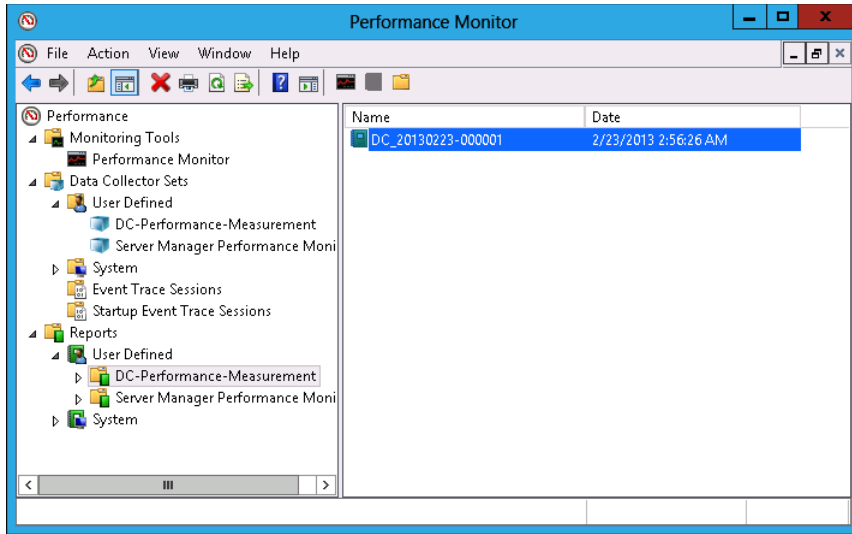 Performance Monitor
File Action View Window Help
Performance
Monitoring Tools
Performance Monitor
Data Collector Sets
User Defined
DC-Performance-Measurement
Server Manager Performance Moni
System
Event Trace Sessions
Startup Event Trace Sessions
Reports
User Defined
DC-Performance-Measurement
Server Manager Performance Moni
System
Name Date
DC_20130223-000001 2/23/2013 2:56:26 AM